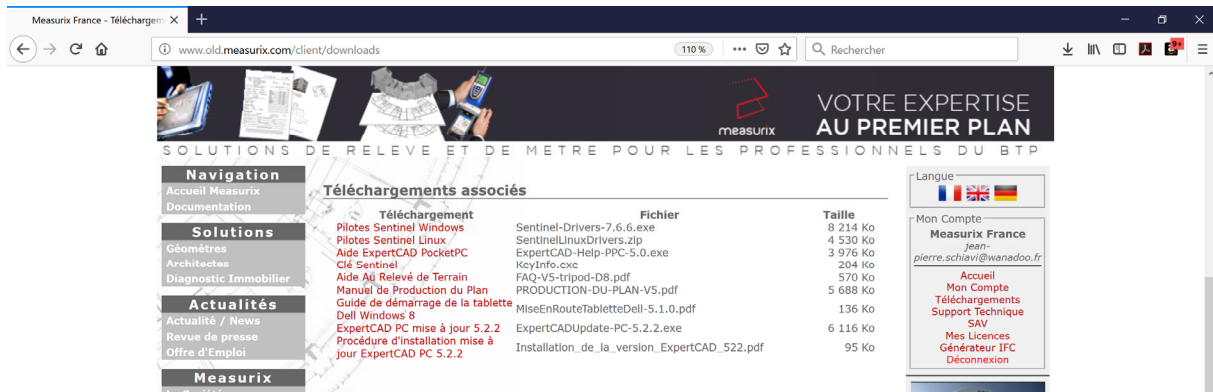 Measurix France - Téléchargem
www.old.measurix.com/client/downloads
110 %
Rechercher
9+
measurix
VOTRE EXPERTISE
AU PREMIER PLAN
SOLUTIONS DE RELEVE ET DE METRE POUR LES PROFESSIONNELS DU BTP
Navigation
Accueil Measurix
Documentation
Solutions
Géomètres
Architectes
Diagnostic Immobilier
Actualités
Actualité / News
Revue de presse
Offre d'Emploi
Measurix
Téléchargements associés
Téléchargement Fichier Taille
Pilotes Sentinel Windows Sentinel-Drivers-7.6.6.exe 8 214 Ko
Pilotes Sentinel Linux SentinelLinuxDrivers.zip 4 530 Ko
Aide ExpertCAD PocketPC ExpertCAD-Help-PPC-5.0.exe 3 976 Ko
Clé Sentinel KeyInfo.exe 204 Ko
Aide Au Relevé de Terrain FAQ-V5-tripod-D8.pdf 570 Ko
Manuel de Production du Plan PRODUCTION-DU-PLAN-V5.pdf 5 688 Ko
Guide de démarrage de la tablette
Dell Windows 8 MiseEnRouteTabletteDell-5.1.0.pdf 136 Ko
ExpertCAD PC mise à jour 5.2.2 ExpertCADUpdate-PC-5.2.2.exe 6 116 Ko
Procédure d'installation mise à
jour ExpertCAD PC 5.2.2 Installation_de_la_version_ExpertCAD_522.pdf 95 Ko
Langue
Mon Compte
Measurix France
jean-
pierre.schiavi@wanadoo.fr
Accueil
Mon Compte
Téléchargements
Support Technique
SAV
Mes Licences
Générateur IFC
Déconnexion